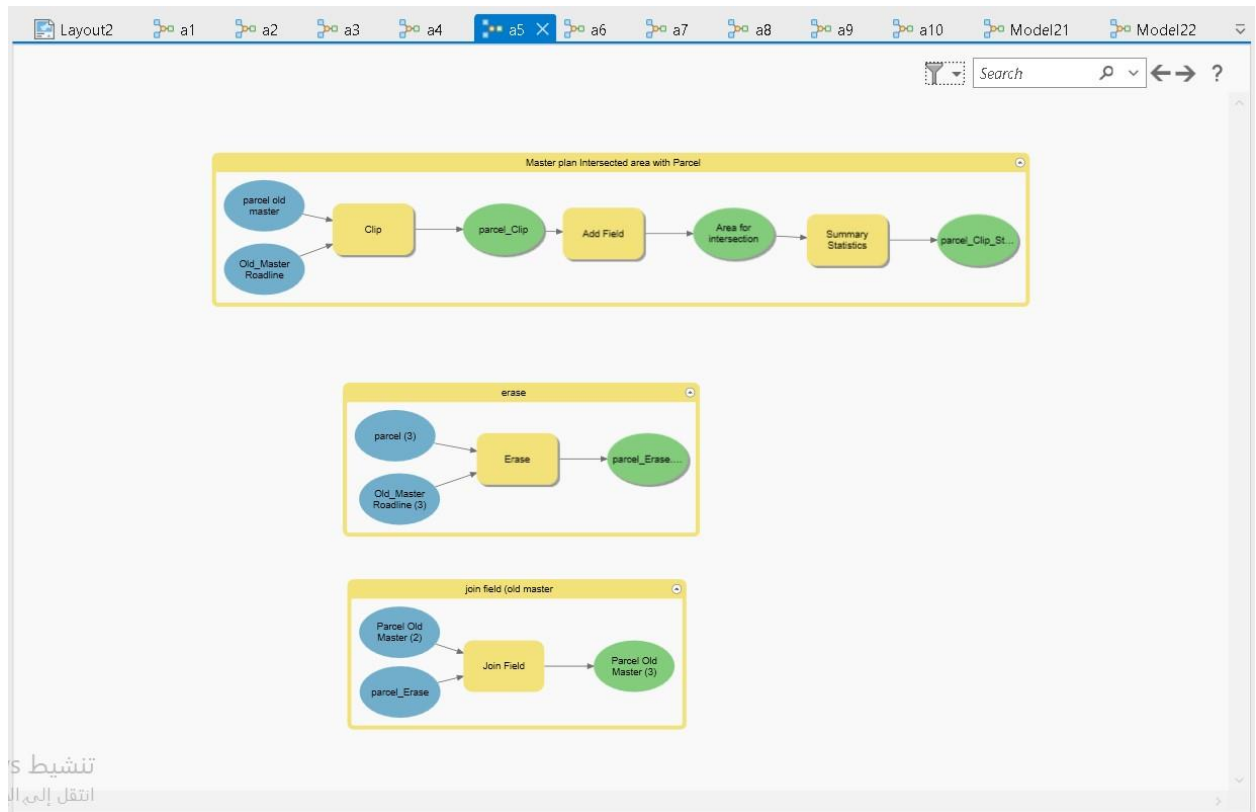 Layout2 a1 a2 a3 a4 a5 a6 a7 a8 a9 a10 Model21 Model22
Search
?
Master plan Intersected area with Parcel
parcel old
master
Old_Master
Roadline
Clip
parcel_Clip
Add Field
Area for
intersection
Summary
Statistics
parcel_Clip_St...
erase
parcel (3)
Old_Master
Roadline (3)
Erase
parcel_Erase....
join field (old master
Parcel Old
Master (2)
parcel_Erase
Join Field
Parcel Old
Master (3)
تنشيط
انتقل إلى